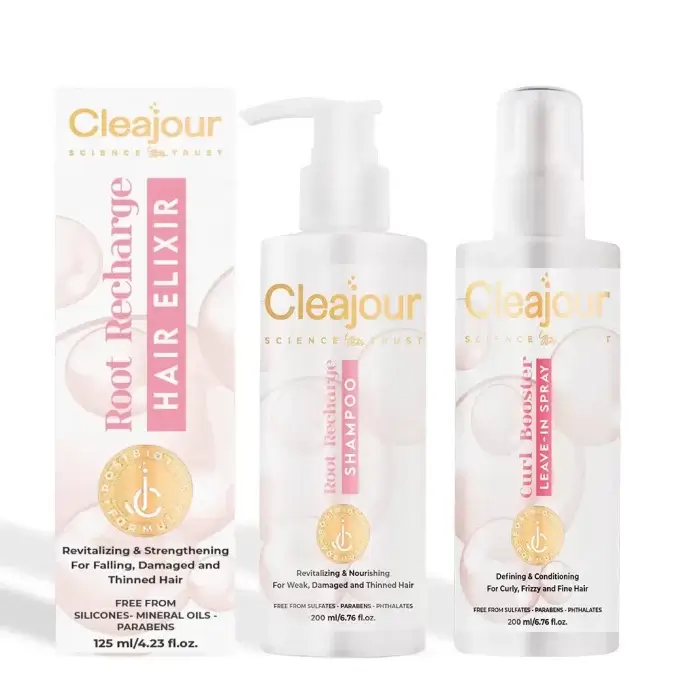 Cleajour
SCIENCE You TRUST
Root Recharge
HAIR ELIXIR
POSTBIOTIC
FORMULA
Revitalizing & Strengthening
For Falling, Damaged and
Thinned Hair
FREE FROM
SILICONES- MINERAL OILS -
PARABENS
125 ml/4.23 fl.oz.
Cleajour
SCIENCE You TRUST
Root Recharge
SHAMPOO
Revitalizing & Nourishing
For Weak, Damaged and Thinned Hair
FREE FROM SULFATES - PARABENS - PHTHALATES
200 ml/6.76 fl.oz.
Cleajour
Curl Booster
LEAVE-IN SPRAY
Defining & Conditioning
For Curly, Frizzy and Fine Hair
FREE FROM SULFATES - PARABENS - PHTHALATES
200 ml/6.76 fl.oz.